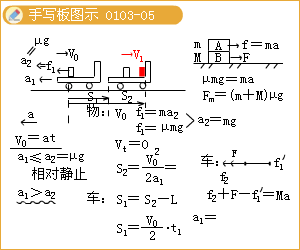 手写板图示 0103-05
μg
a₂
f₁
V₀
V₁
a₁
S₁ S₂
m A f=ma
M B F
μmg=ma
Fm=(m+M)μg
物: V₀ f₁=ma₂
f₁=μmg > a₂=mg
a
V₀=at
a₁≤a₂=μg
相对静止
a₁>a₂
Vt=0
S₂=V₀²/2a₁=
车: F f₁′
f₂
f₂+F-f₁′=Ma
车: S₁=S₂-L
S₁=V₀/2·t₁
a₁=